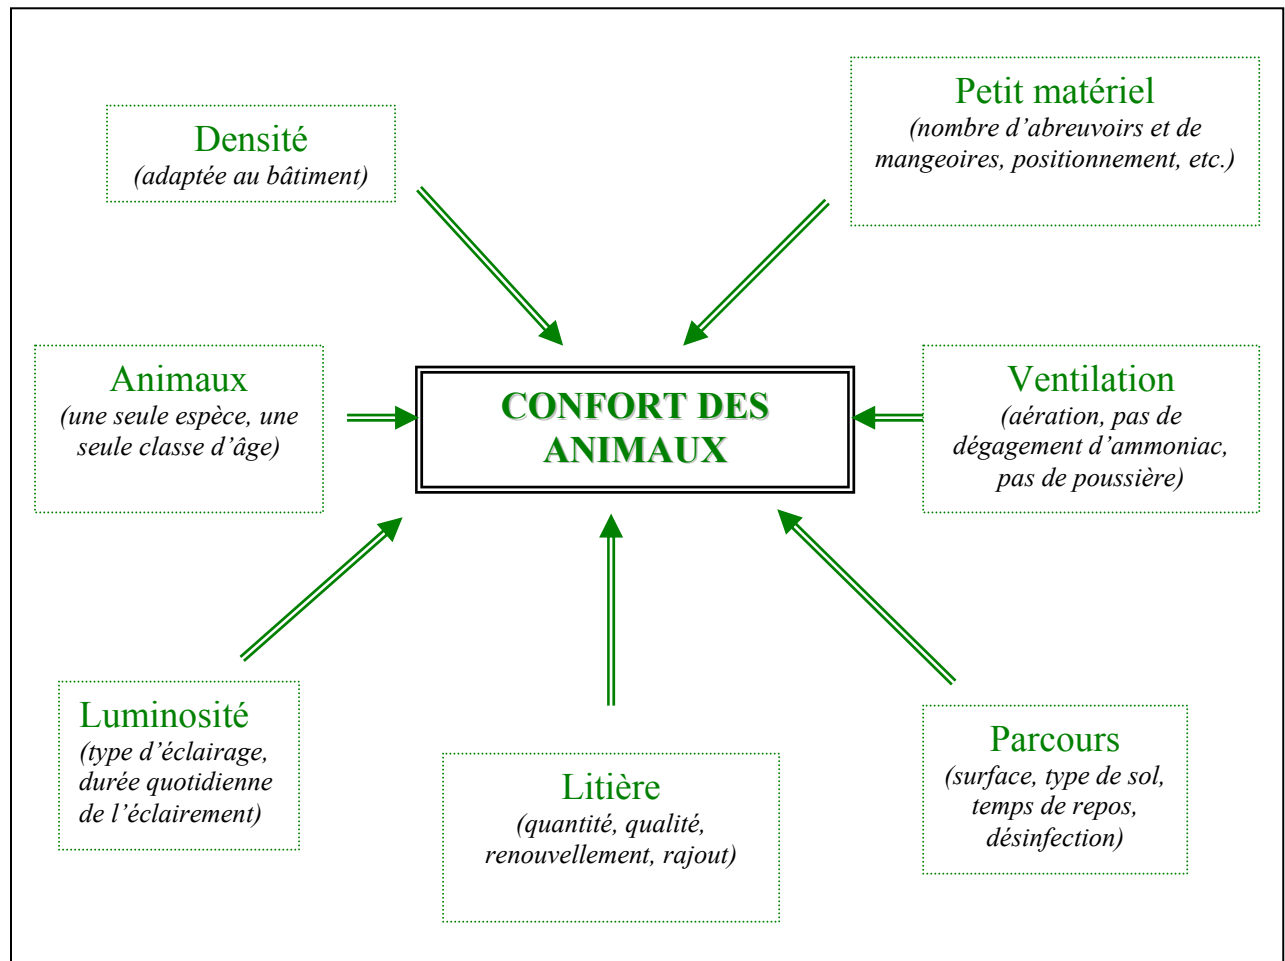 Densité
(adaptée au bâtiment)
Petit matériel
(nombre d’abreuvoirs et de
mangeoires, positionnement, etc.)
Animaux
(une seule espèce, une
seule classe d’âge)
CONFORT DES
ANIMAUX
Ventilation
(aération, pas de
dégagement d’ammoniac,
pas de poussière)
Luminosité
(type d’éclairage,
durée quotidienne
de l’éclairement)
Litière
(quantité, qualité,
renouvellement, rajout)
Parcours
(surface, type de sol,
temps de repos,
désinfection)